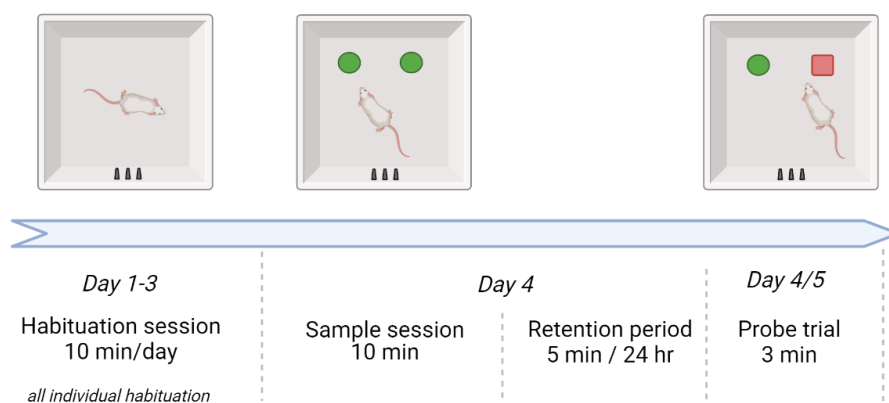 Day 1-3
Habituation session
10 min/day
all individual habituation
Day 4
Sample session
10 min
Retention period
5 min / 24 hr
Day 4/5
Probe trial
3 min